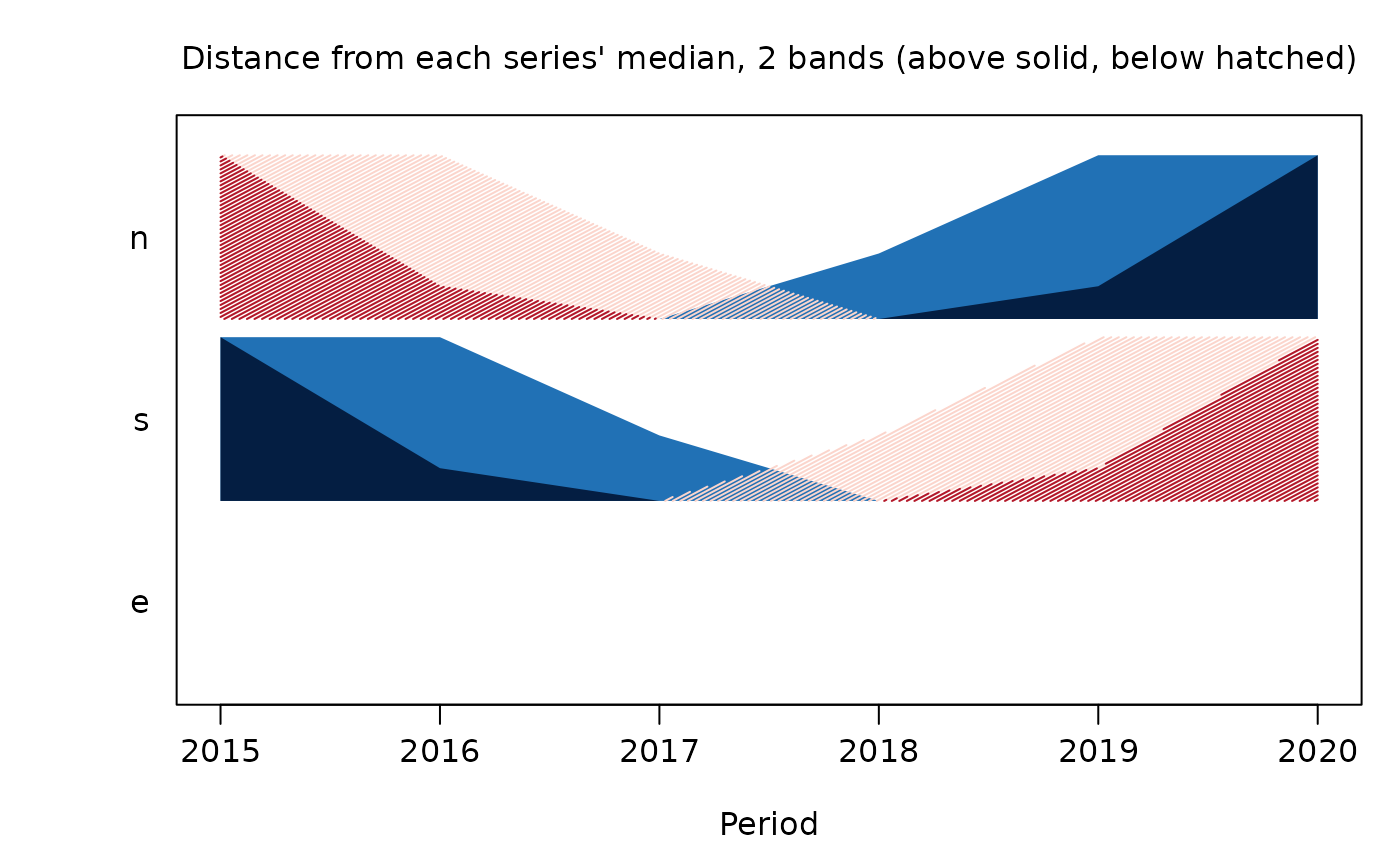 Distance from each series' median, 2 bands (above solid, below hatched)
n
s
e
2015 2016 2017 2018 2019 2020
Period